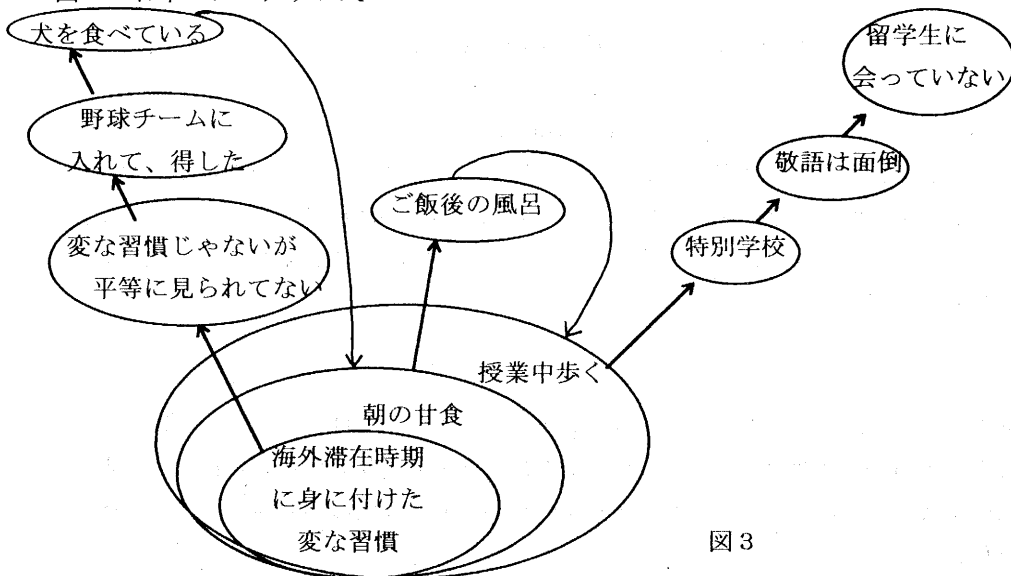 犬を食べている
野球チームに
入れて、得した
変な習慣じゃないが
平等に見られてない
ご飯後の風呂
留学生に
会っていない
敬語は面倒
特別学校
授業中歩く
朝の甘食
海外滞在時期
に身に付けた
変な習慣
図3